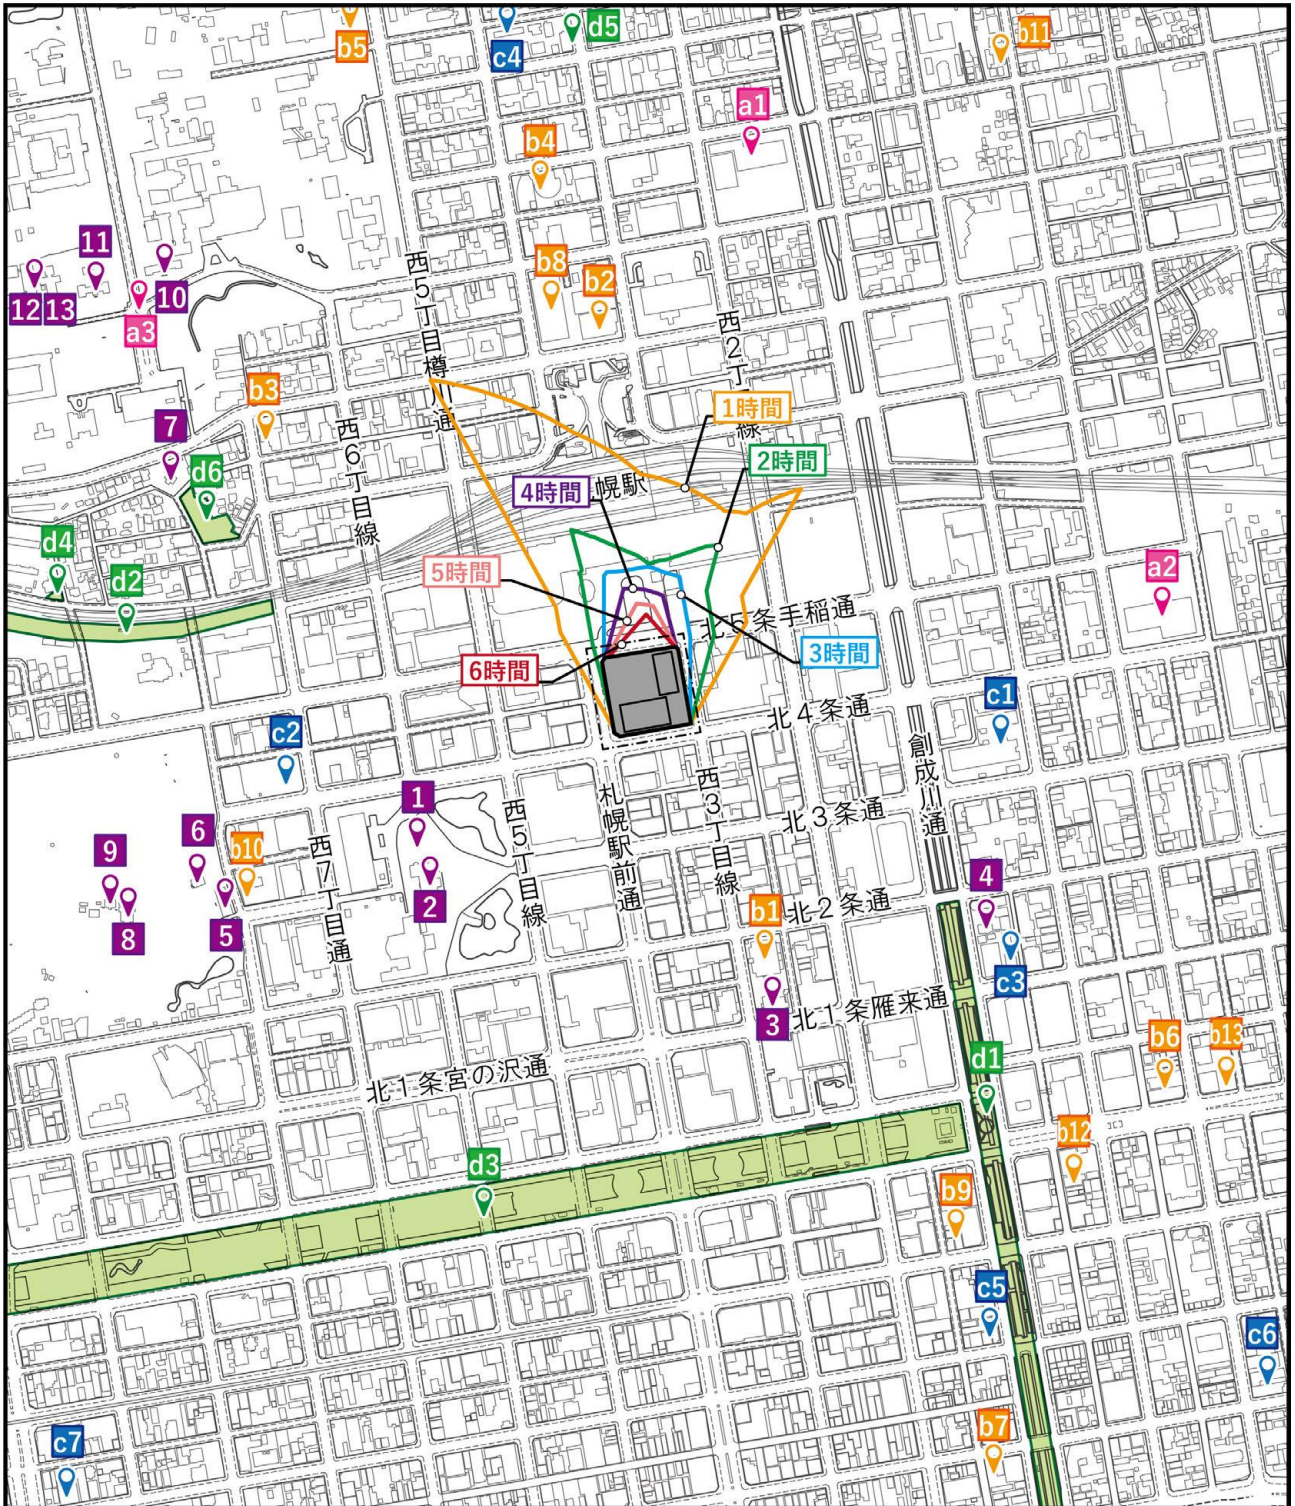 b5
c4
d5
b11
a1
b4
11
12 13
10
a3
b8
b2
西5丁目樽川通
西2丁
線
b3
1時間
7
西6丁目線
2時間
d6
4時間
幌駅
d4
5時間
d2
a2
北5条手稲通
6時間
3時間
c1
北4条通
c2
創成川通
1
西5丁目線
札幌駅前通
西3丁目線
北3条通
6
b10
西7丁目通
9
2
4
8
5
b1
北2条通
c3
3
北1条雁来通
北1条宮の沢通
d1
b6
b13
b12
d3
b9
c5
c6
b7
c7